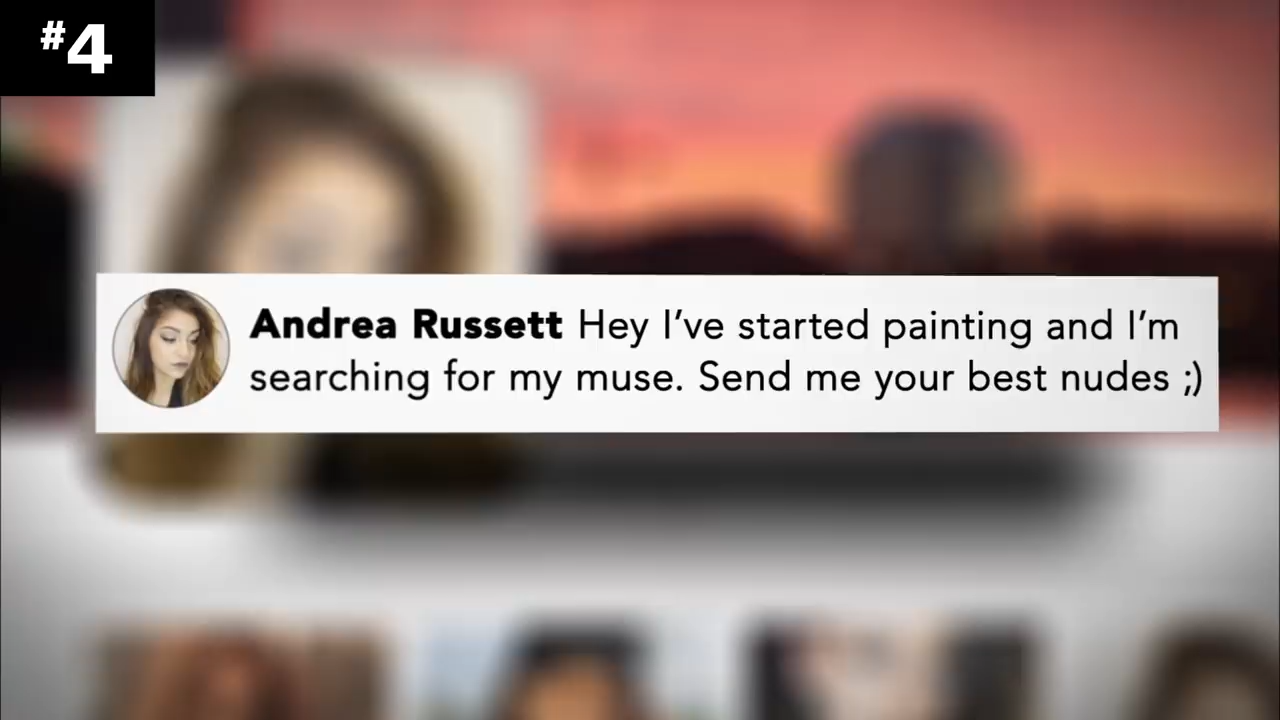 #4
Andrea Russett Hey I’ve started painting and I’m
searching for my muse. Send me your best nudes ;)